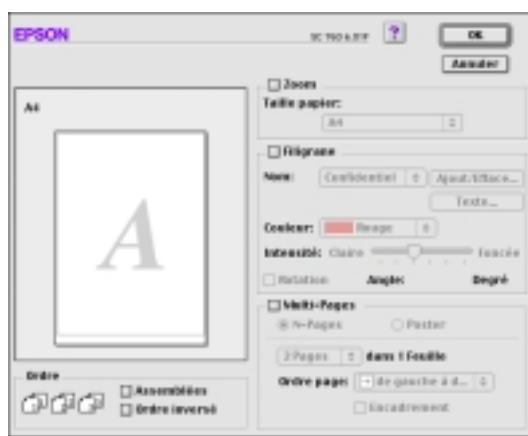 EPSON SC 760 6.01F ? OK
Annuler
A4
A
Zoom
Taille papier:
A4
Filigrane
Nom: Confidentiel Ajout/Efface...
Texte...
Couleur: Rouge
Intensité: Claire Foncée
Rotation Angle: Degré
Multi-Pages
N-Pages Poster
2 Pages dans 1 Feuille
Ordre page: de gauche à d...
Encadrement
Ordre
Assemblées
Ordre inversé